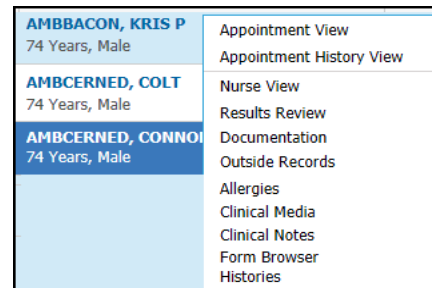 AMBBACON, KRIS P
74 Years, Male
AMBCERNED, COLT
74 Years, Male
AMBCERNED, CONNO
74 Years, Male
Appointment View
Appointment History View
Nurse View
Results Review
Documentation
Outside Records
Allergies
Clinical Media
Clinical Notes
Form Browser
Histories